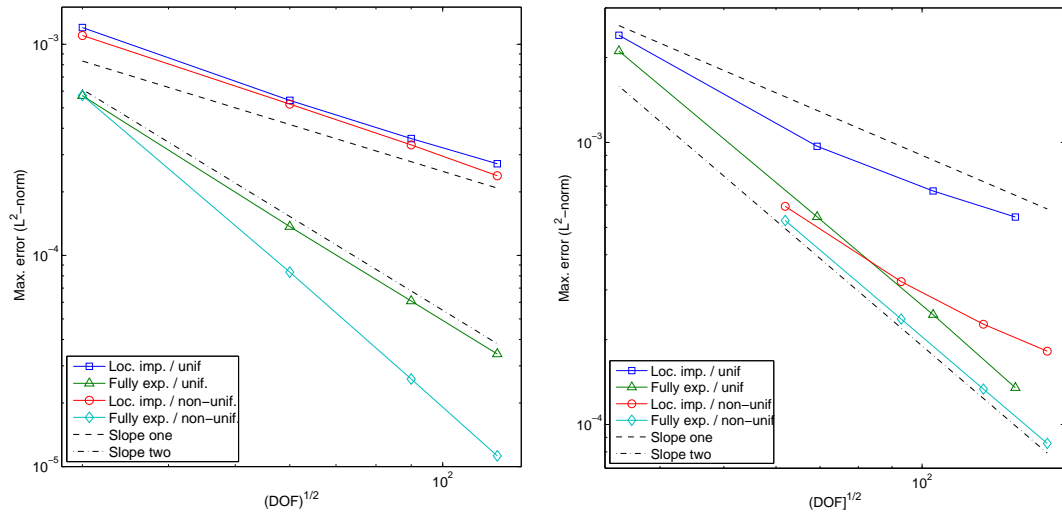 10^-3
10^-4
10^-5
Max. error (L^2-norm)
Loc. imp. / unif
Fully exp. / unif.
Loc. imp. / non-unif.
Fully exp. / non-unif.
Slope one
Slope two
10^2
(DOF)^1/2
10^-3
10^-4
Max. error (L^2-norm)
Loc. imp. / unif
Fully exp. / unif
Loc. imp. / non-unif
Fully exp. / non-unif
Slope one
Slope two
10^2
(DOF]^1/2